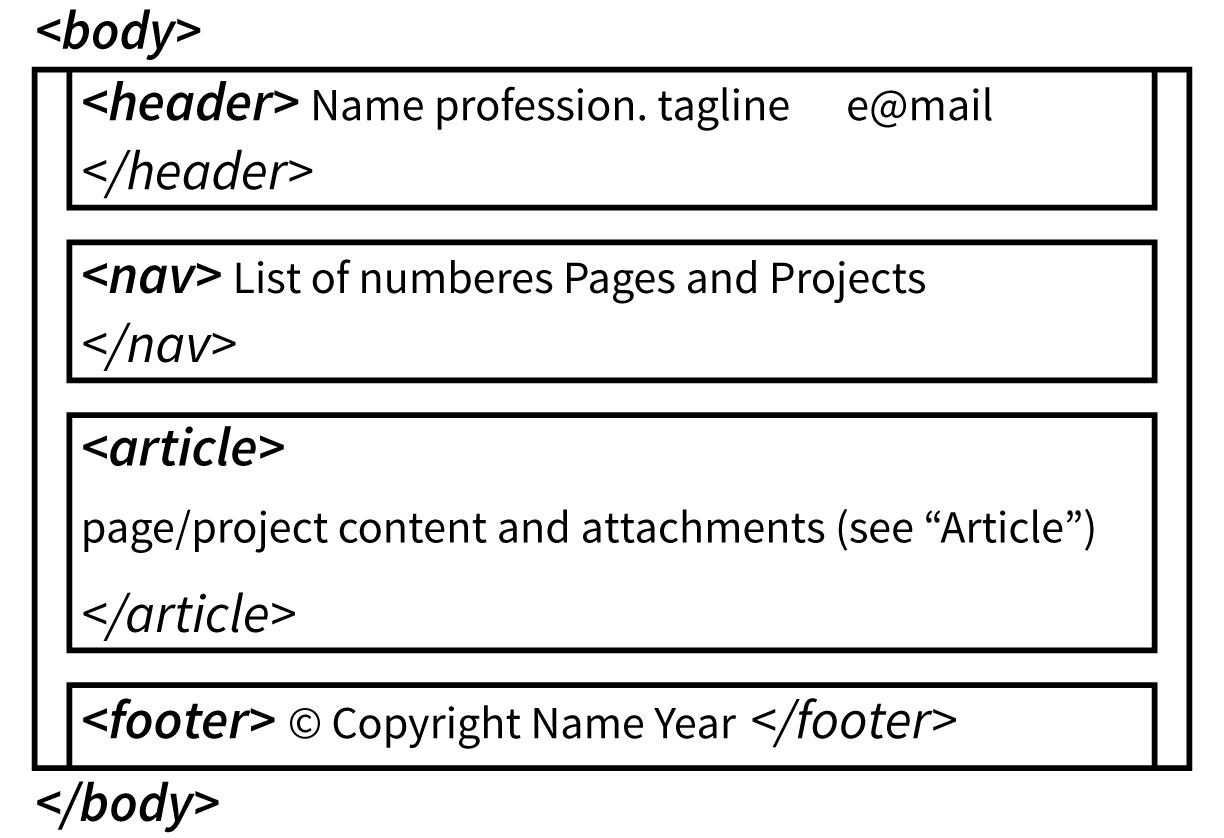 <body>
<header> Name profession. tagline e@mail
</header>
<nav> List of numberes Pages and Projects
</nav>
<article>
page/project content and attachments (see “Article”)
</article>
<footer> © Copyright Name Year </footer>
</body>